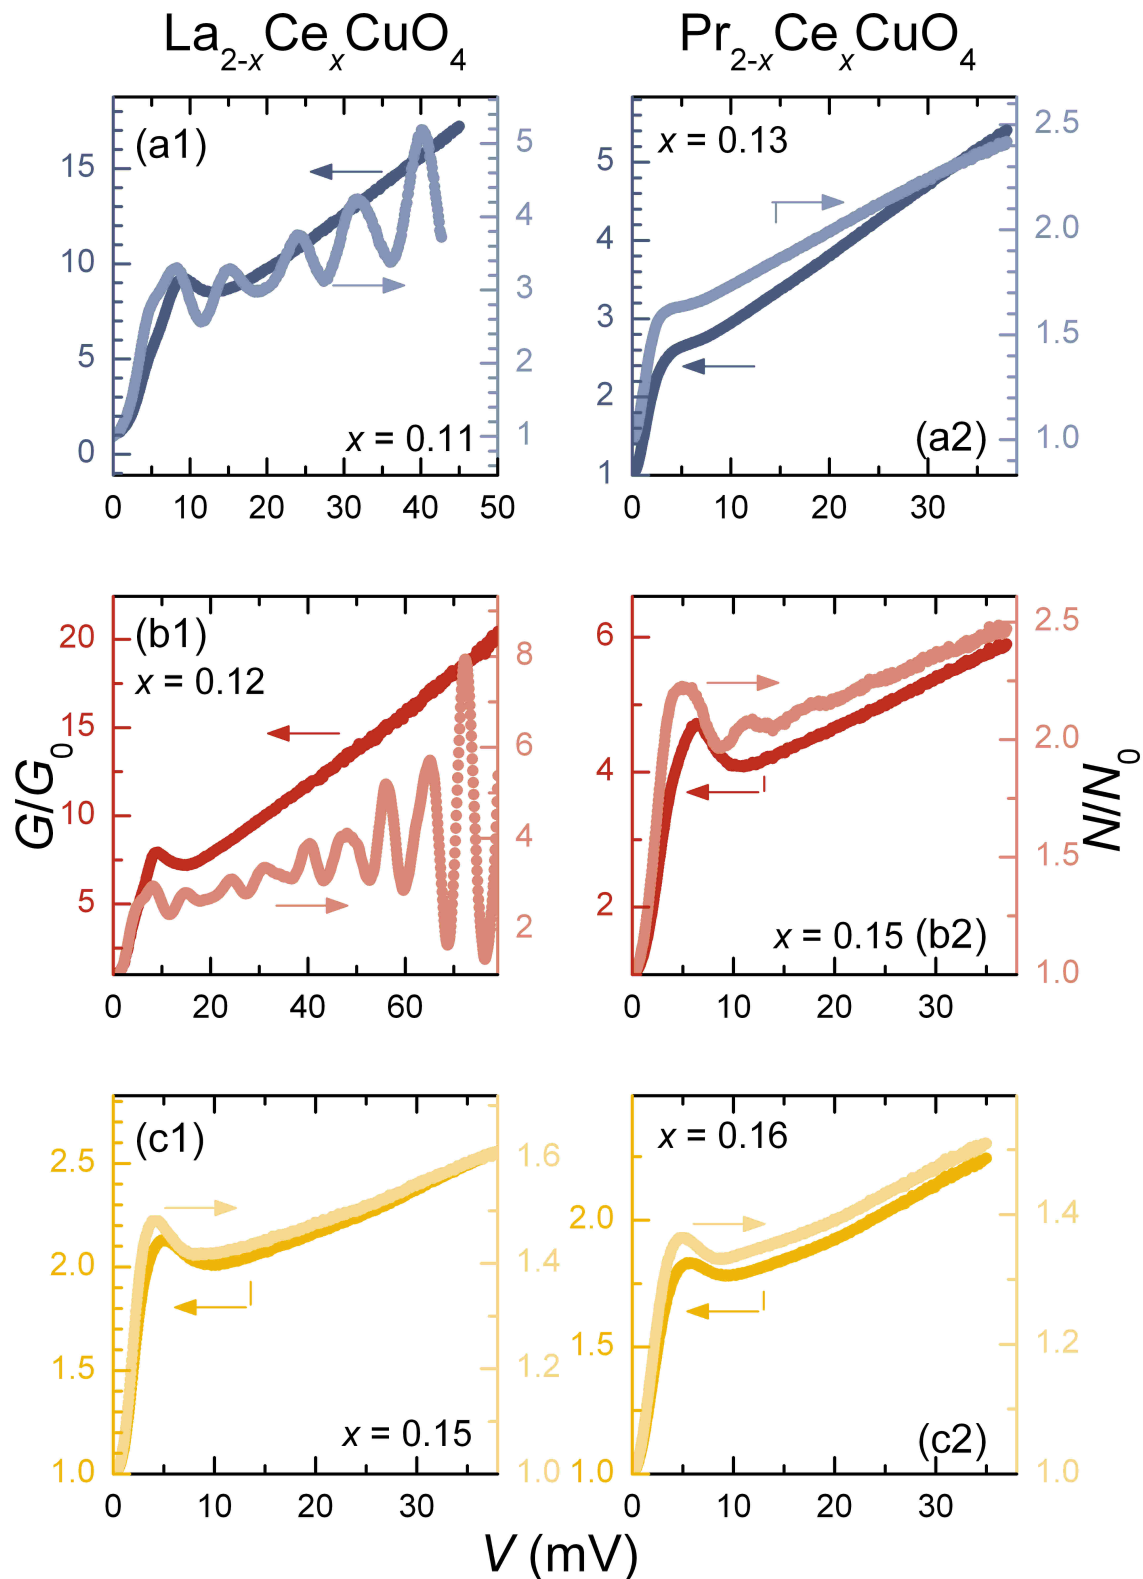 La2-xCexCuO4
Pr2-xCexCuO4
(a1)
x = 0.11
15
10
5
0
5
4
3
2
1
0 10 20 30 40 50
x = 0.13
(a2)
5
4
3
2
1
2.5
2.0
1.5
1.0
0 10 20 30
(b1)
x = 0.12
20
15
10
5
8
6
4
2
0 20 40 60
G/G0
x = 0.15 (b2)
6
4
2
2.5
2.0
1.5
1.0
0 10 20 30
N/N0
(c1)
x = 0.15
2.5
2.0
1.5
1.0
1.6
1.4
1.2
1.0
0 10 20 30
x = 0.16
(c2)
2.0
1.5
1.0
1.4
1.2
1.0
0 10 20 30
V (mV)